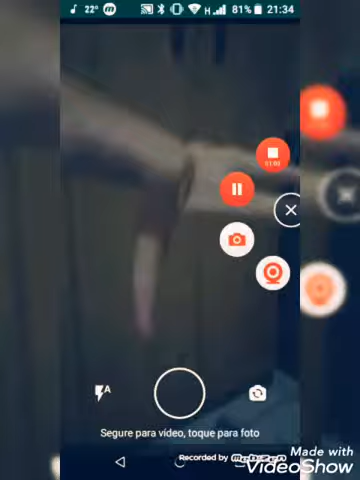 22° H 81% 21:34
A
Segure para vídeo, toque para foto
Recorded by
Made with
VideoShow